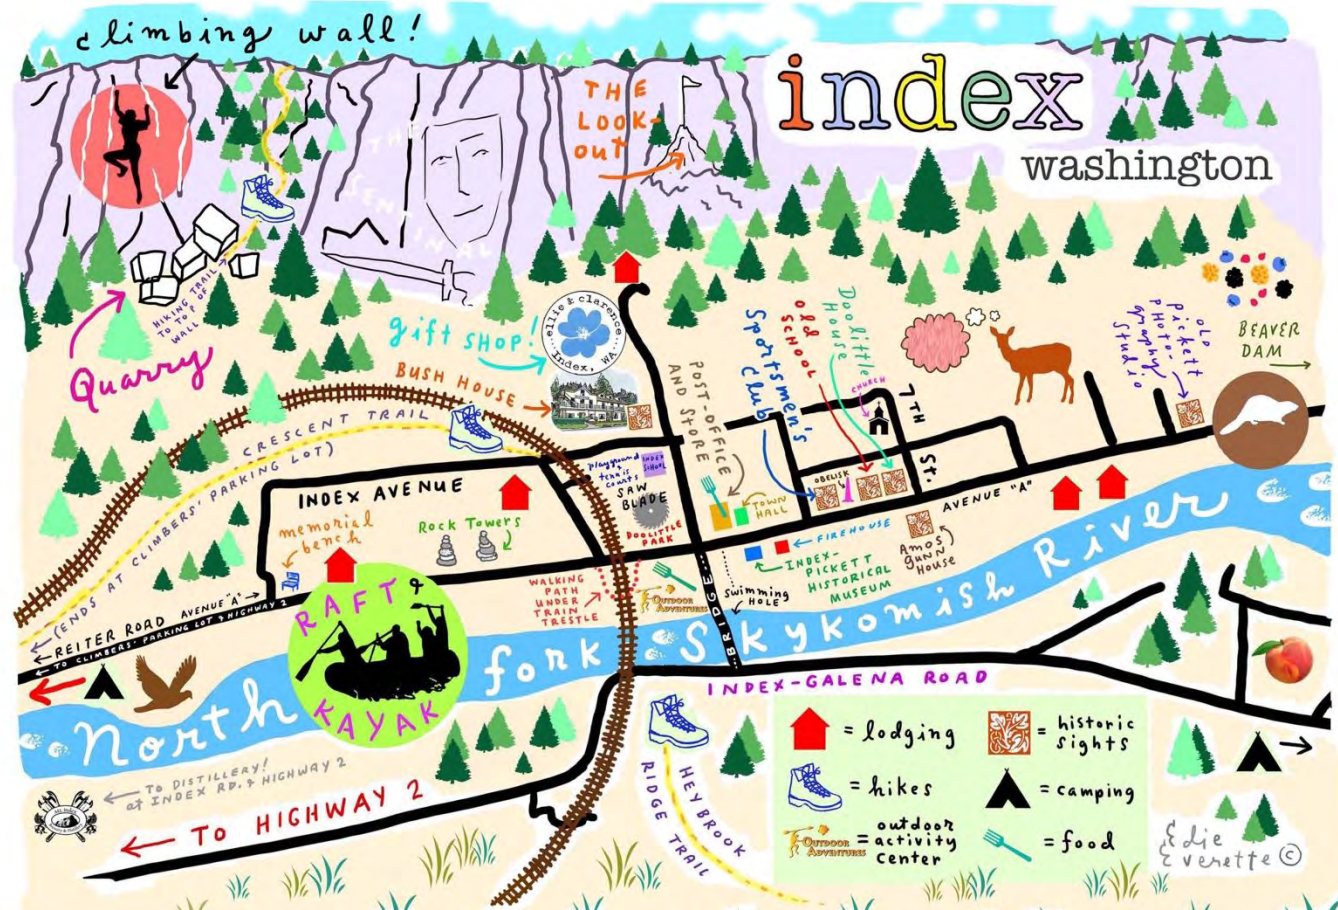 climbing wall!
index
washington
THE
LOOK-
OUT
THE
SENTINAL
HIKING TRAIL
TO TOP OF
WALL
Quarry
gift SHOP!
ellie & clarence
Index, WA
BUSH HOUSE
CRESCENT TRAIL
(ENDS AT CLIMBERS' PARKING LOT)
POST-OFFICE
AND STORE
Sportsmen's
Club
old
SCHOOL
Doolittle
House
CHURCH
7TH
ST.
OLD
Pickett
PHOTO-
graphy
Studio
BEAVER
DAM
INDEX AVENUE
playground
tennis
courts
INDEX
SCHOOL
SAW
BLADE
DOOLITTLE
PARK
TOWN
HALL
OBELISK
AVENUE "A"
memorial
bench
Rock Towers
FIREHOUSE
INDEX-
PICKETT
HISTORICAL
MUSEUM
Amos
GUNN
House
WALKING
PATH
UNDER
TRAIN
TRESTLE
OUTDOOR
ADVENTURES
Swimming
HOLE
BRIDGE
AVENUE "A"
REITER ROAD
TO CLIMBERS' PARKING LOT & HIGHWAY 2
RAFT &
KAYAK
North fork Skykomish River
INDEX-GALENA ROAD
TO DISTILLERY!
at INDEX RD. & HIGHWAY 2
TO HIGHWAY 2
HEYBROOK
RIDGE TRAIL
= lodging
= historic
sights
= hikes
= camping
OUTDOOR
ADVENTURES
= outdoor
activity
center
= food
Edie
Everette ©